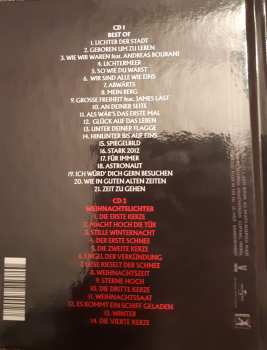 CD 1
BEST OF
1. LICHTER DER STADT
2. GEBOREN UM ZU LEBEN
3. WIE WIR WAREN feat. ANDREAS BOURANI
4. LICHTERMEER
5. SO WIE DU WARST
6. WIR SIND ALLE WIE EINS
7. ABWÄRTS
8. MEIN BERG
9. GROSSE FREIHEIT feat. JAMES LAST
10. AN DEINER SEITE
11. ALS WÄR'S DAS ERSTE MAL
12. GLÜCK AUF DAS LEBEN
13. UNTER DEINER FLAGGE
14. HINUNTER BIS AUF EINS
15. SPIEGELBILD
16. STARK 2012
17. FÜR IMMER
18. ASTRONAUT
19. ICH WÜRD' DICH GERN BESUCHEN
20. WIE IN GUTEN ALTEN ZEITEN
21. ZEIT ZU GEHEN
CD 2
WEIHNACHTSLICHTER
1. DIE ERSTE KERZE
2. MACHT HOCH DIE TÜR
3. STILLE WINTERNACHT
4. DER ERSTE SCHNEE
5. DIE ZWEITE KERZE
6. ENGEL DER VERKÜNDUNG
7. LEISE RIESELT DER SCHNEE
8. WEIHNACHTSZEIT
9. STERNE HOCH
10. DIE DRITTE KERZE
11. WEIHNACHTSSAAT
12. ES KOMMT EIN SCHIFF GELADEN
13. WINTER
14. DIE VIERTE KERZE